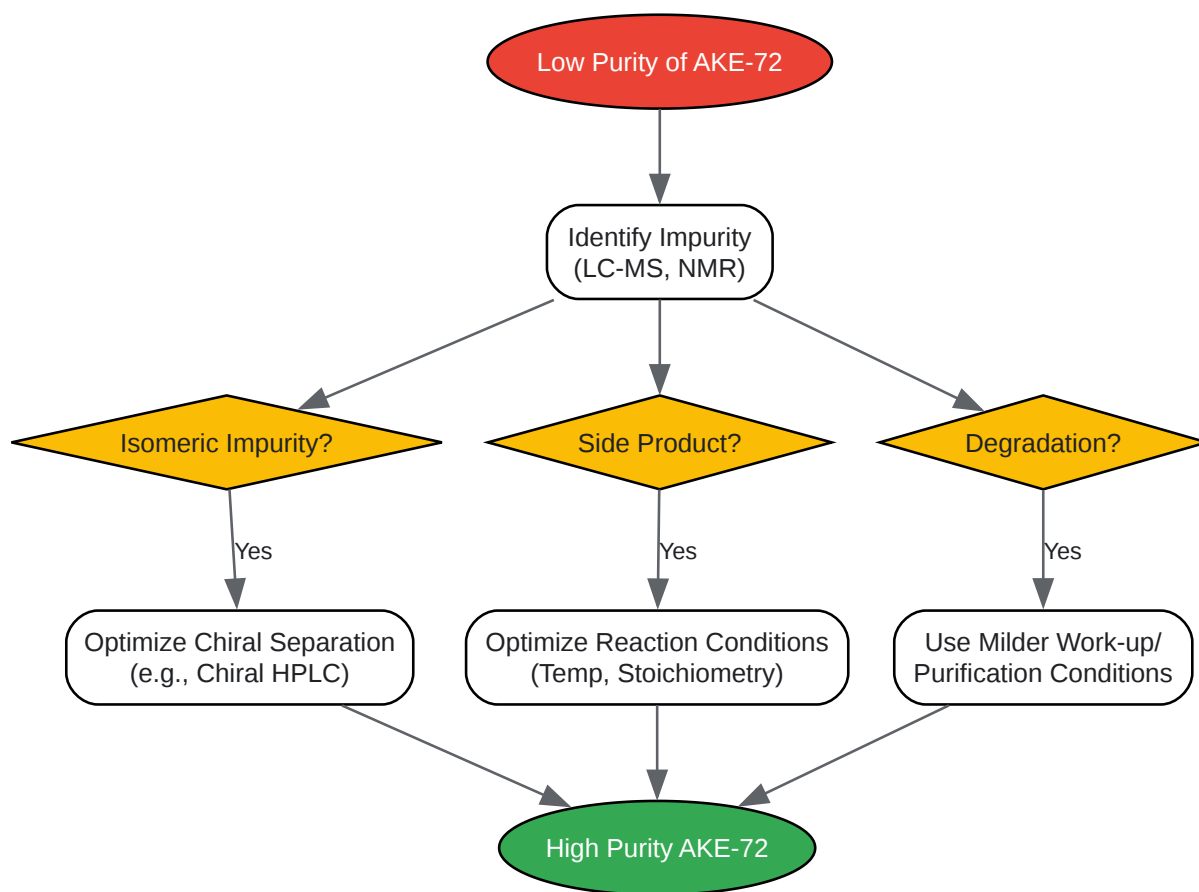 Low Purity of AKE-72
Identify Impurity
(LC-MS, NMR)
Isomeric Impurity?
Side Product?
Degradation?
Yes
Yes
Yes
Optimize Chiral Separation
(e.g., Chiral HPLC)
Optimize Reaction Conditions
(Temp, Stoichiometry)
Use Milder Work-up/
Purification Conditions
High Purity AKE-72